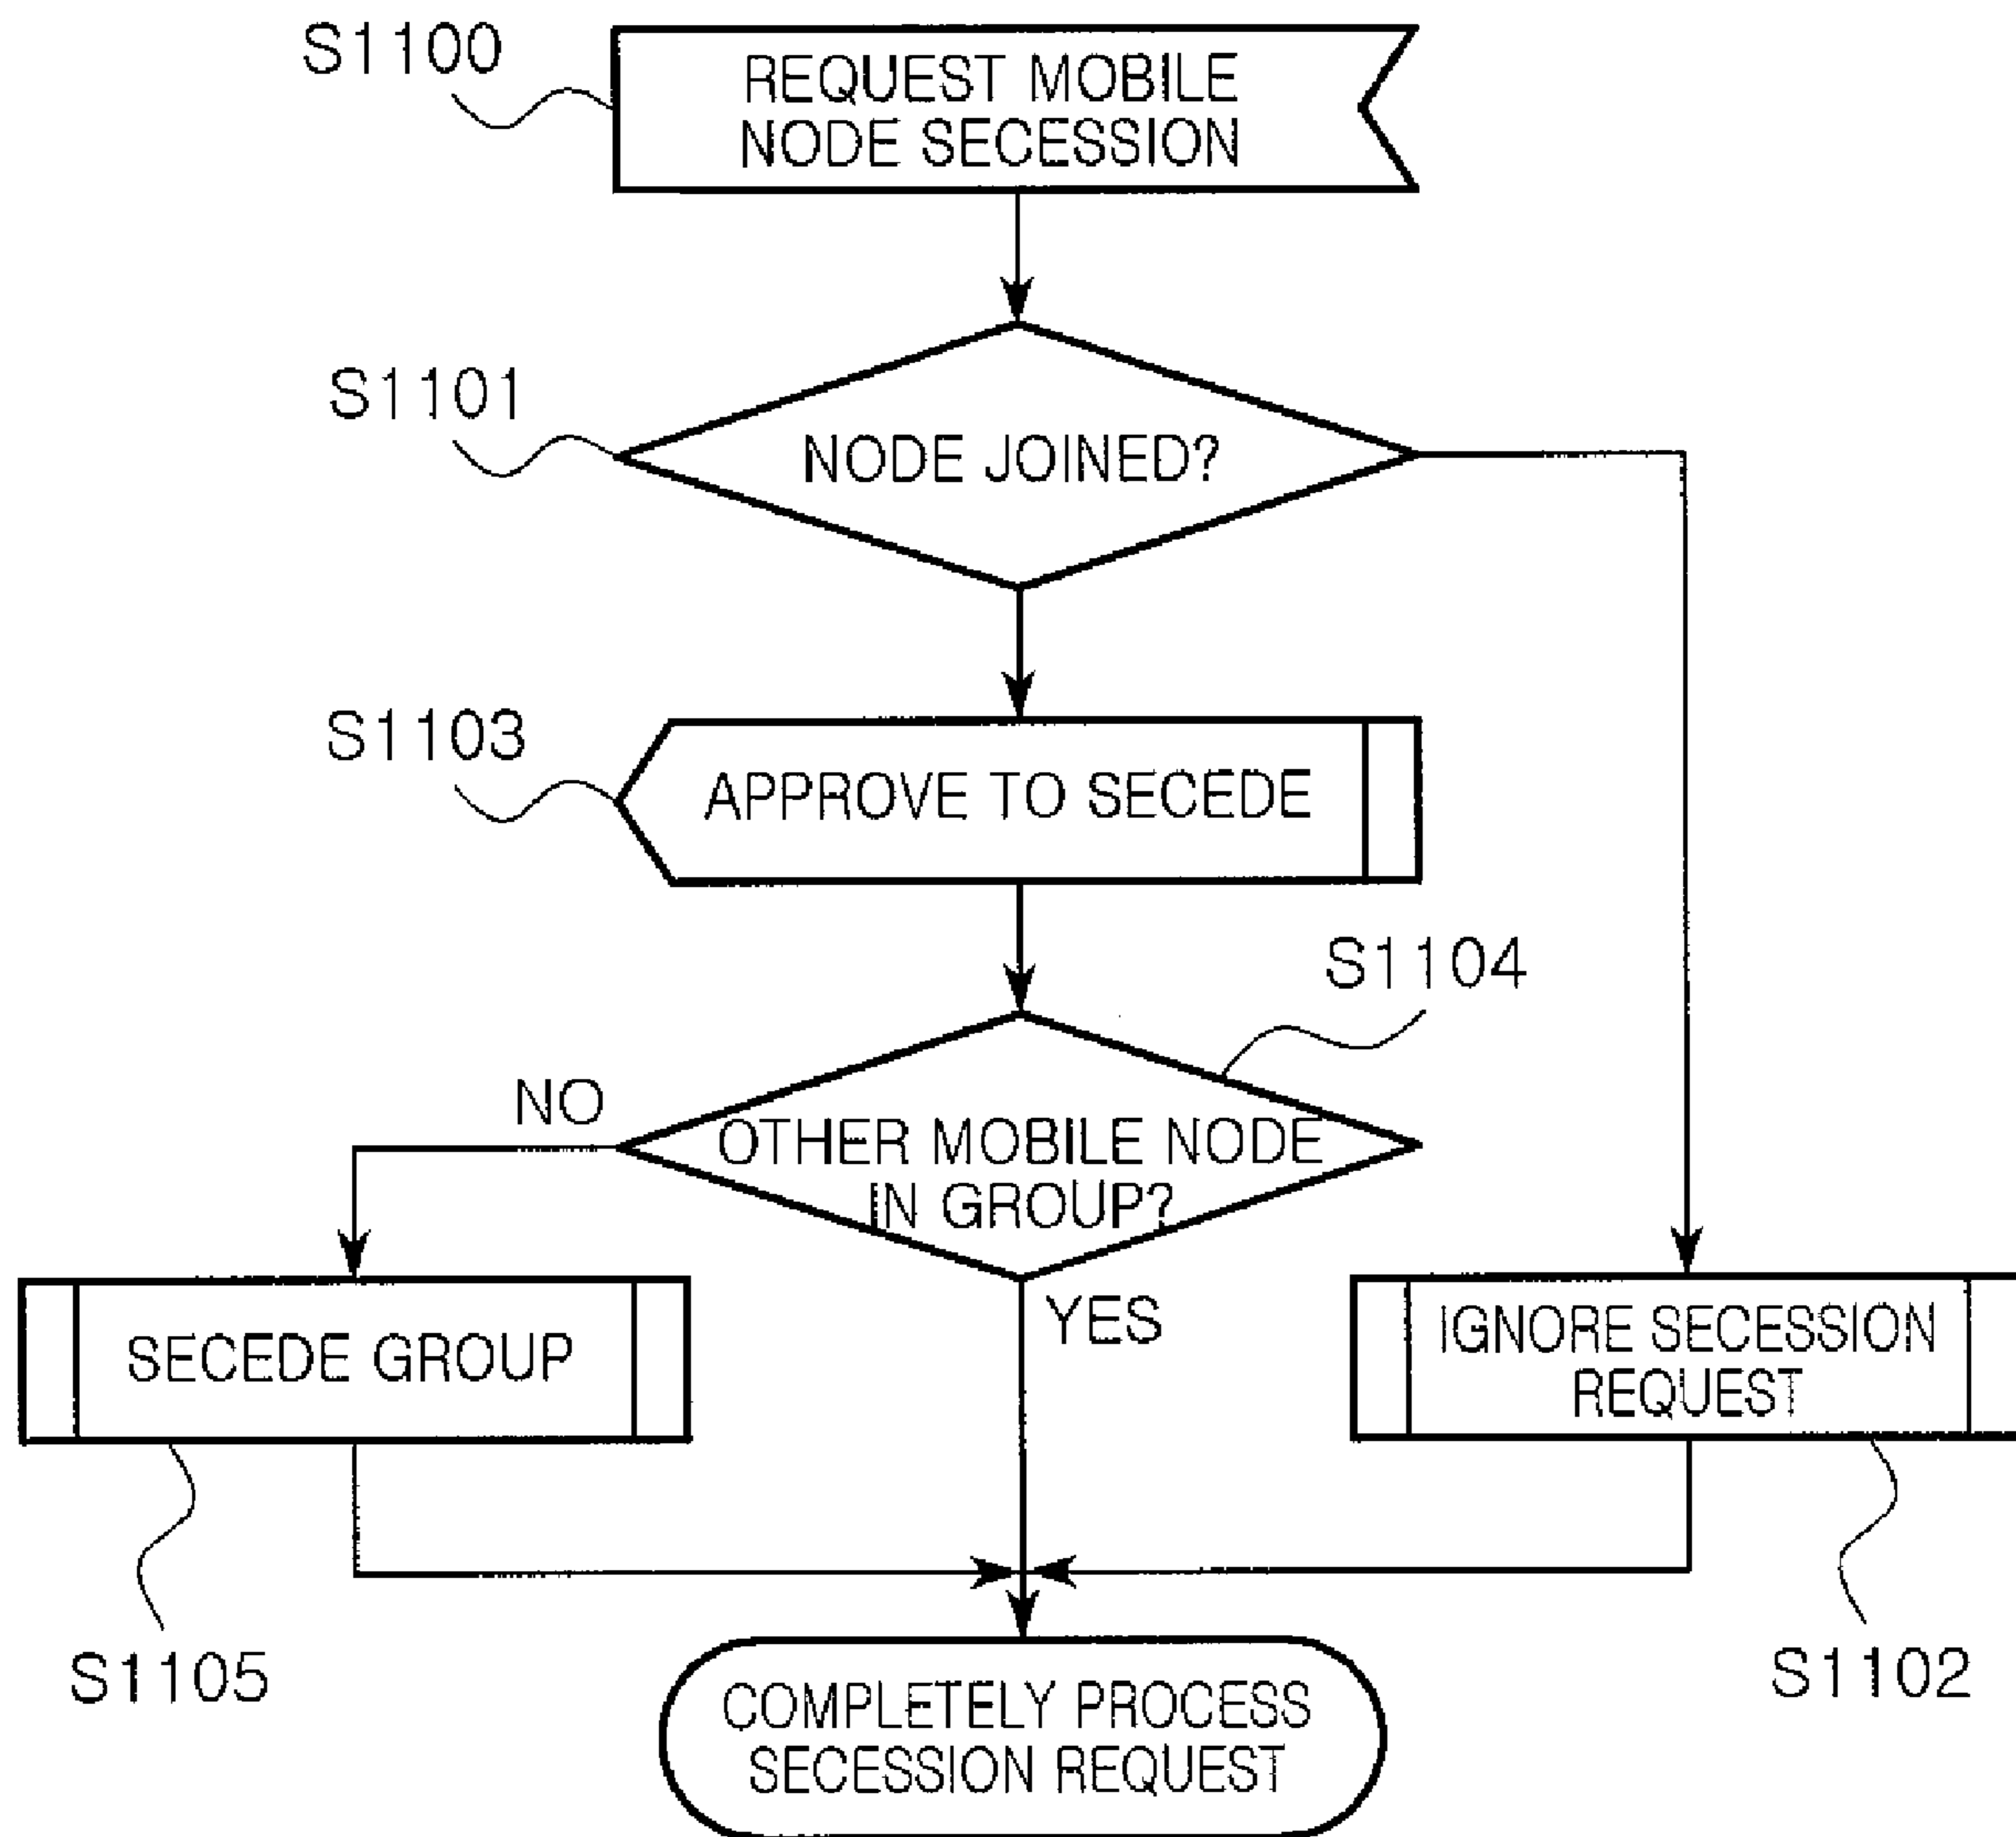 S1100
REQUEST MOBILE
NODE SECESSION
S1101
NODE JOINED?
S1103
APPROVE TO SECEDE
S1104
NO
OTHER MOBILE NODE
IN GROUP?
YES
SECEDE GROUP
IGNORE SECESSION
REQUEST
S1105
S1102
COMPLETELY PROCESS
SECESSION REQUEST